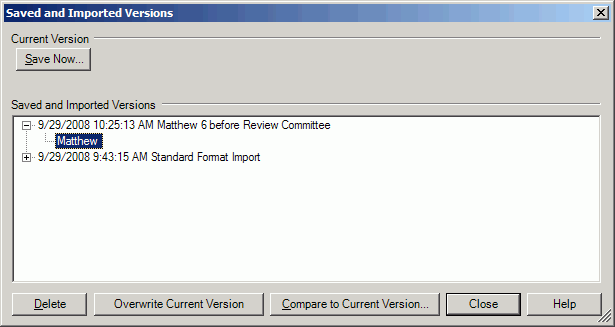 Saved and Imported Versions
Current Version
Save Now...
Saved and Imported Versions
9/29/2008 10:25:13 AM Matthew 6 before Review Committee
Matthew
9/29/2008 9:43:15 AM Standard Format Import
Delete Overwrite Current Version Compare to Current Version... Close Help